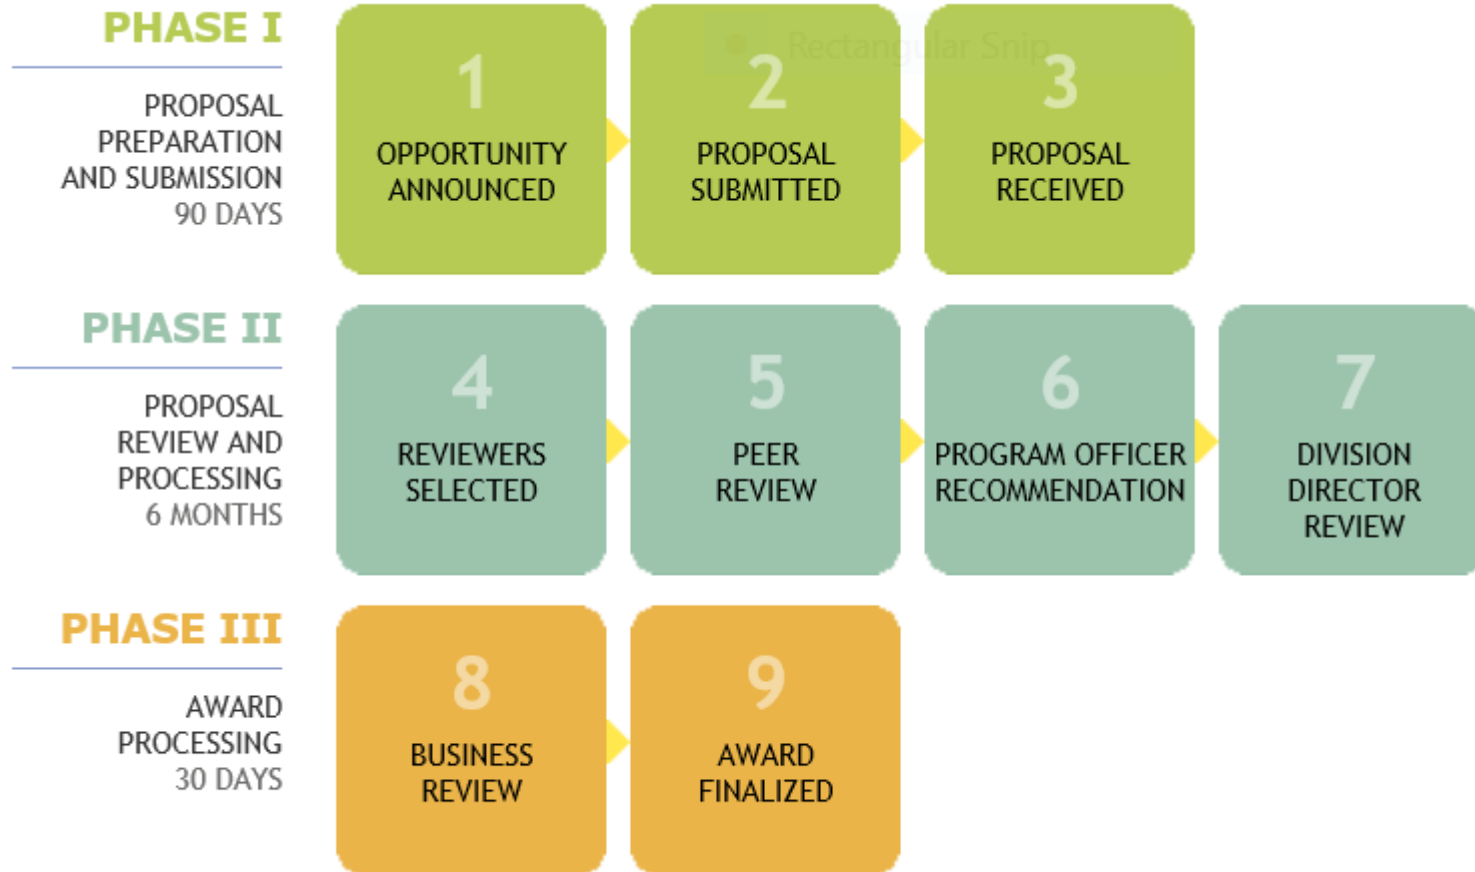 PHASE I
PROPOSAL
PREPARATION
AND SUBMISSION
90 DAYS
1
OPPORTUNITY
ANNOUNCED
2
PROPOSAL
SUBMITTED
3
PROPOSAL
RECEIVED
Rectangular Snip
PHASE II
PROPOSAL
REVIEW AND
PROCESSING
6 MONTHS
4
REVIEWERS
SELECTED
5
PEER
REVIEW
6
PROGRAM OFFICER
RECOMMENDATION
7
DIVISION
DIRECTOR
REVIEW
PHASE III
AWARD
PROCESSING
30 DAYS
8
BUSINESS
REVIEW
9
AWARD
FINALIZED